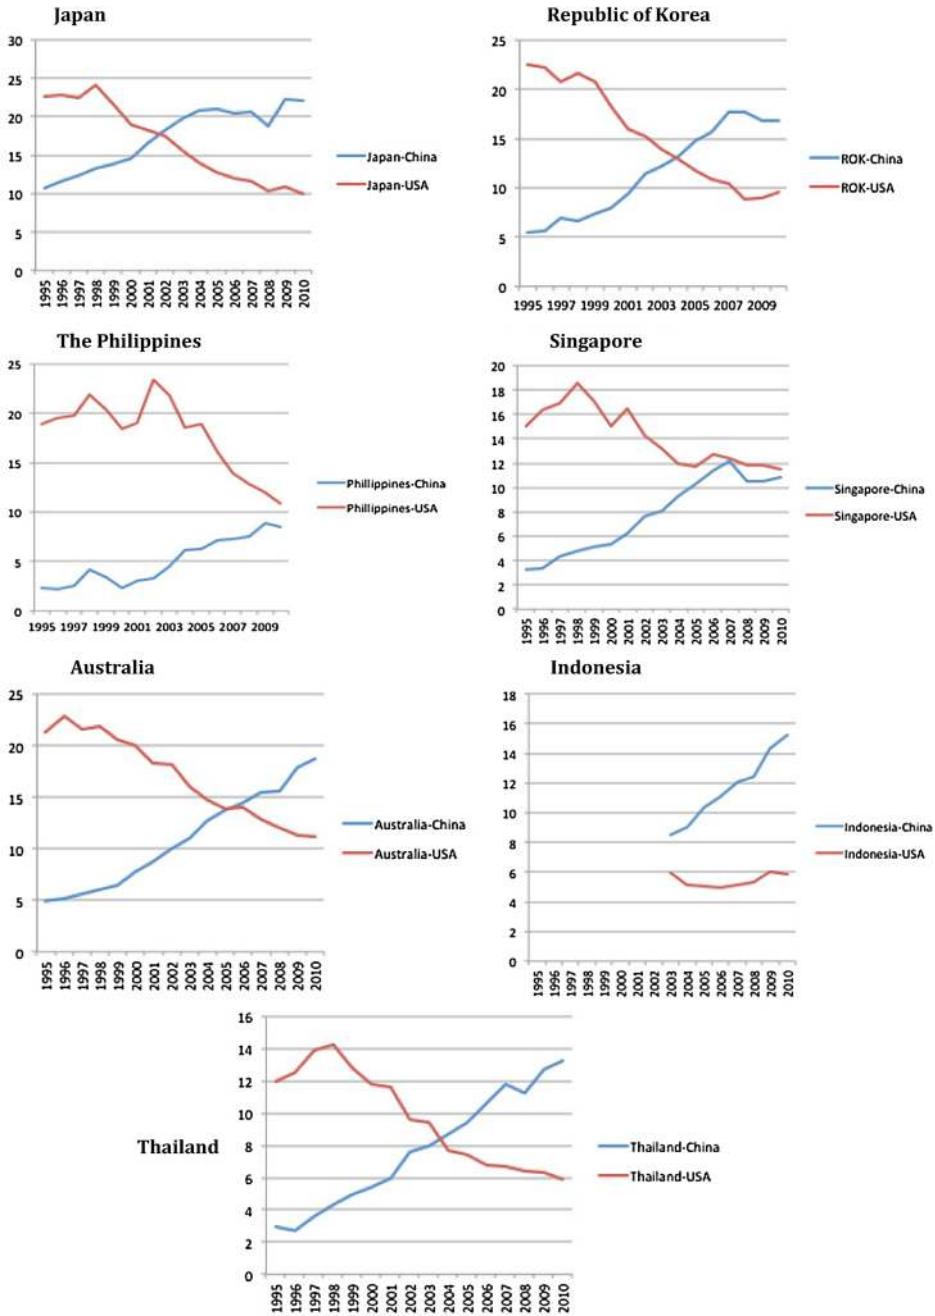 Japan
30
25
20
15
10
5
0
1995 1996 1997 1998 1999 2000 2001 2002 2003 2004 2005 2006 2007 2008 2009 2010
Japan-China
Japan-USA
Republic of Korea
25
20
15
10
5
0
1995 1997 1999 2001 2003 2005 2007 2009
ROK-China
ROK-USA
The Philippines
25
20
15
10
5
0
1995 1997 1999 2001 2003 2005 2007 2009
Phillippines-China
Phillippines-USA
Singapore
20
18
16
14
12
10
8
6
4
2
0
1995 1996 1997 1998 1999 2000 2001 2002 2003 2004 2005 2006 2007 2008 2009 2010
Singapore-China
Singapore-USA
Australia
25
20
15
10
5
0
1995 1996 1997 1998 1999 2000 2001 2002 2003 2004 2005 2006 2007 2008 2009 2010
Australia-China
Australia-USA
Indonesia
18
16
14
12
10
8
6
4
2
0
1995 1996 1997 1998 1999 2000 2001 2002 2003 2004 2005 2006 2007 2008 2009 2010
Indonesia-China
Indonesia-USA
Thailand
16
14
12
10
8
6
4
2
0
1995 1996 1997 1998 1999 2000 2001 2002 2003 2004 2005 2006 2007 2008 2009 2010
Thailand-China
Thailand-USA